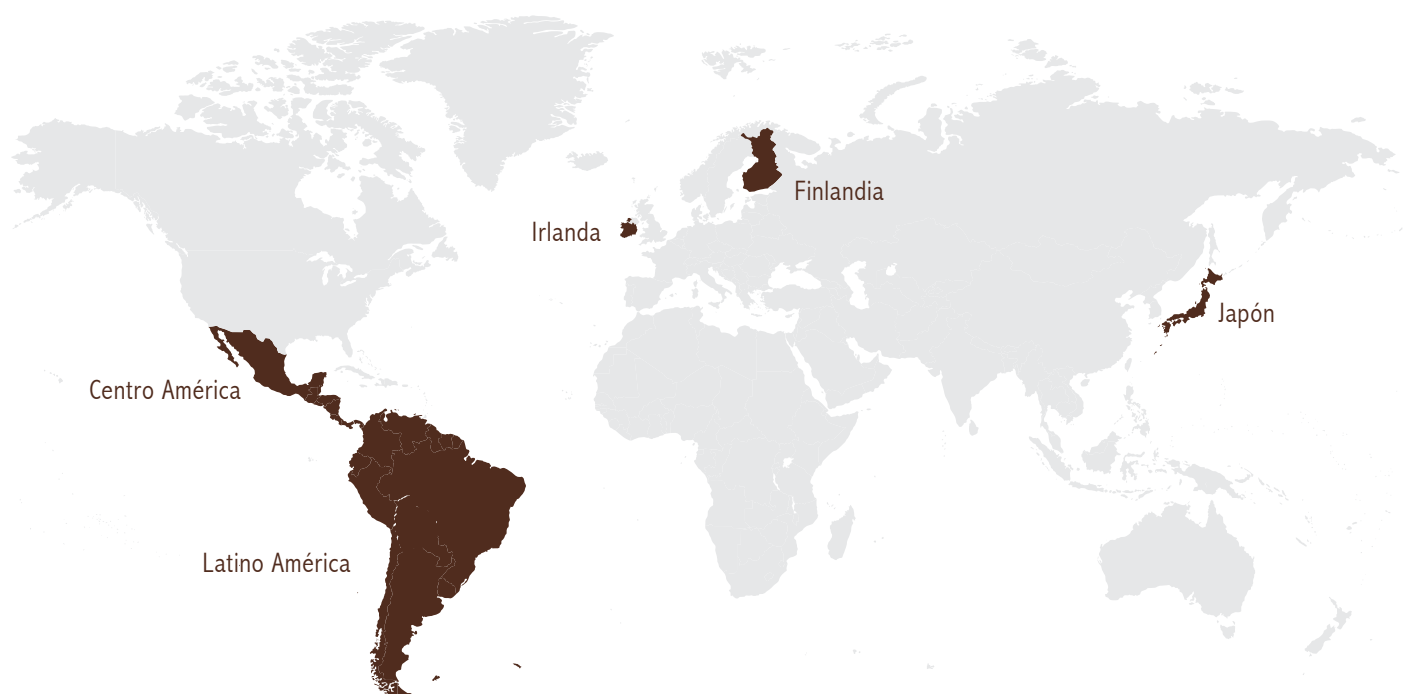 Finlandia
Irlanda
Japón
Centro América
Latino América